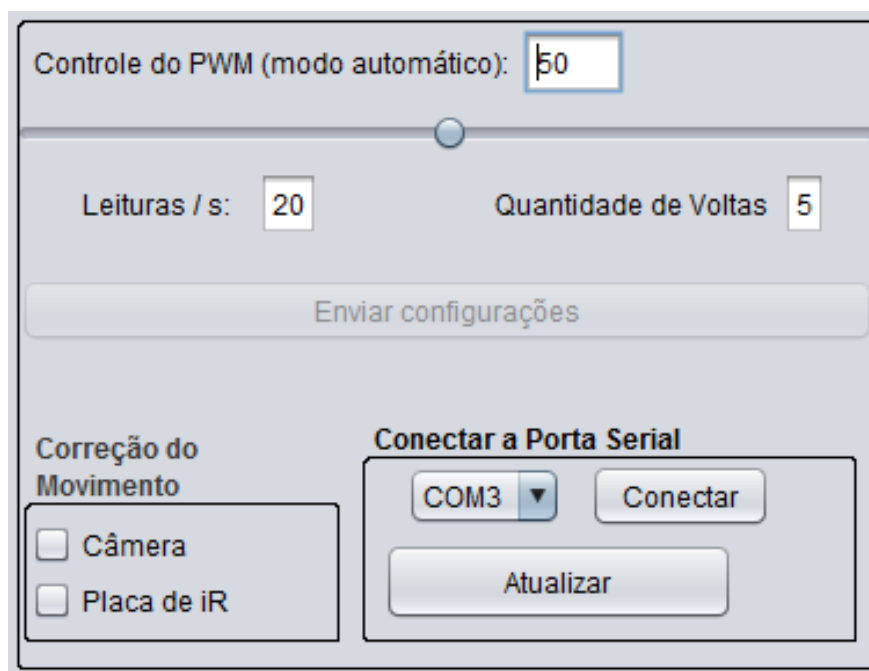 Controle do PWM (modo automático): 50
Leituras / s: 20 Quantidade de Voltas 5
Enviar configurações
Correção do
Movimento
Câmera
Placa de iR
Conectar a Porta Serial
COM3 Conectar
Atualizar